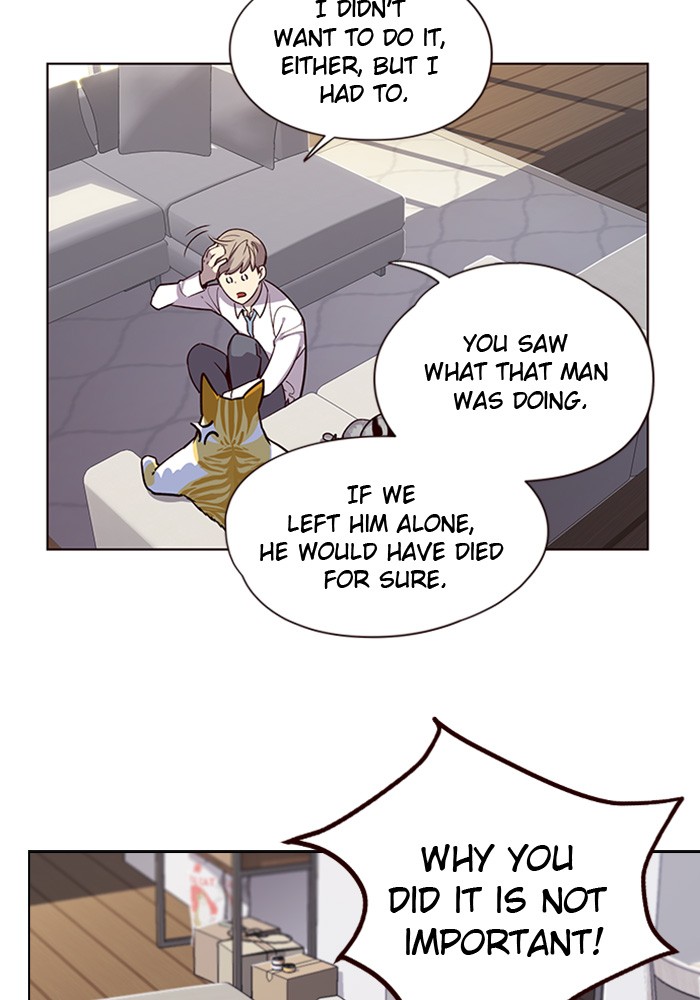 I DIDN'T
WANT TO DO IT,
EITHER, BUT I
HAD TO.
YOU SAW
WHAT THAT MAN
WAS DOING.
IF WE
LEFT HIM ALONE,
HE WOULD HAVE DIED
FOR SURE.
WHY YOU
DID IT IS NOT
IMPORTANT!